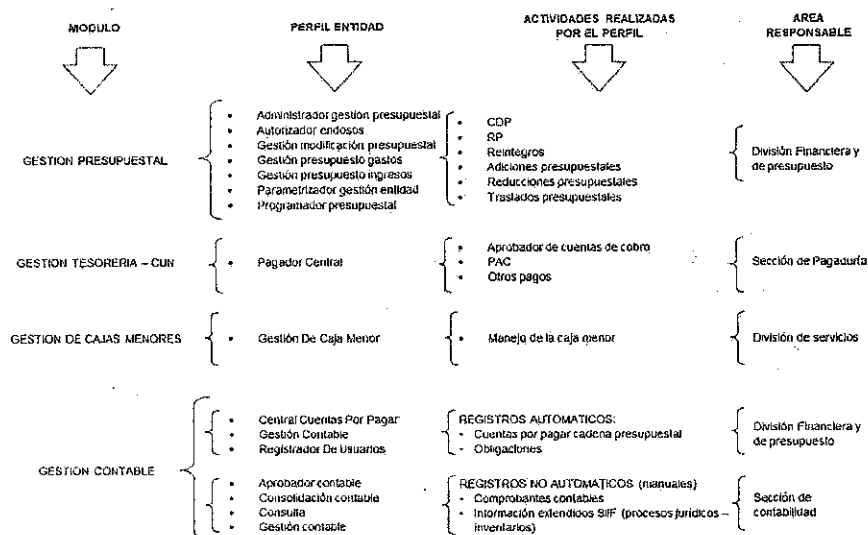 MODULO
PERFIL ENTIDAD
ACTIVIDADES REALIZADAS
POR EL PERFIL
AREA
RESPONSABLE
GESTION PRESUPUESTAL
• Administrador gestión presupuestal
• Autorizador endosos
• Gestión modificación presupuestal
• Gestión presupuesto gastos
• Gestión presupuesto ingresos
• Parametrizador gestión entidad
• Programador presupuestal
• CDP
• RP
• Reintegros
• Adiciones presupuestales
• Reducciones presupuestales
• Traslados presupuestales
División Financiera y
de presupuesto
GESTION TESORERIA – CUN
• Pagador Central
• Aprobador de cuentas de cobro
• PAC
• Otros pagos
Sección de Pagaduría
GESTION DE CAJAS MENORES
• Gestión De Caja Menor
• Manejo de la caja menor
División de servicios
GESTION CONTABLE
• Central Cuentas Por Pagar
• Gestión Contable
• Registrador De Usuarios
REGISTROS AUTOMATICOS:
• Cuentas por pagar cadena presupuestal
• Obligaciones
División Financiera y
de presupuesto
• Aprobador contable
• Consolidación contable
• Consulta
• Gestión contable
REGISTROS NO AUTOMATICOS (manuales)
• Comprobantes contables
• Información extendidos SIIF (procesos jurídicos –
inventarios)
Sección de
contabilidad